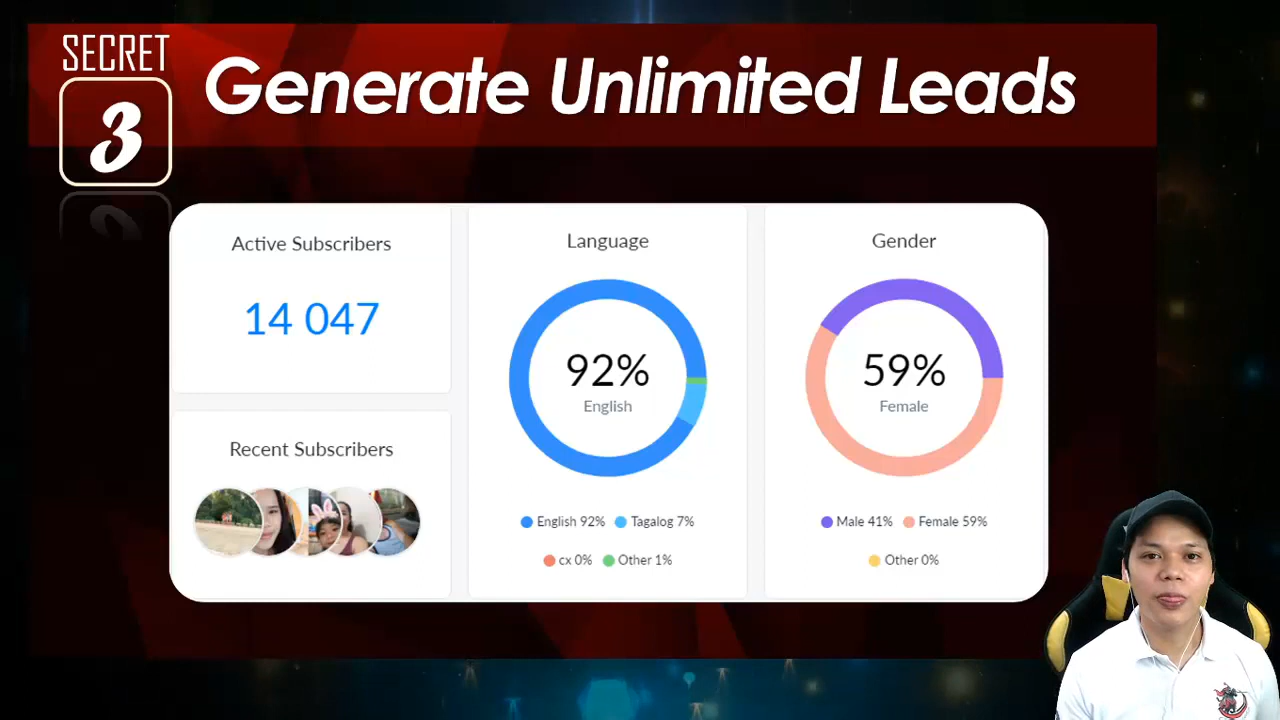 SECRET
3
Generate Unlimited Leads
Active Subscribers
14 047
Recent Subscribers
Language
92%
English
English 92% Tagalog 7%
cx 0% Other 1%
Gender
59%
Female
Male 41% Female 59%
Other 0%